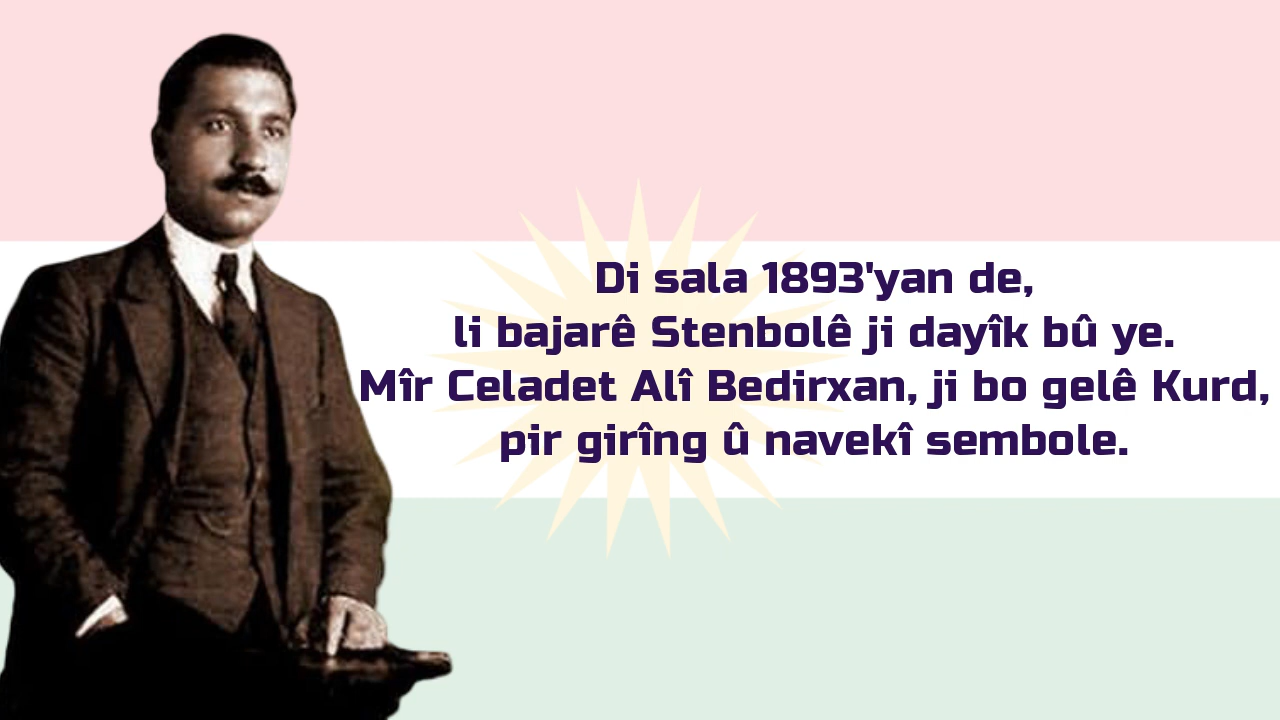 Di sala 1893'yan de,
li bajarê Stenbolê ji dayîk bû ye.
Mîr Celadet Alî Bedirxan, ji bo gelê Kurd,
pir girîng û navekî sembole.